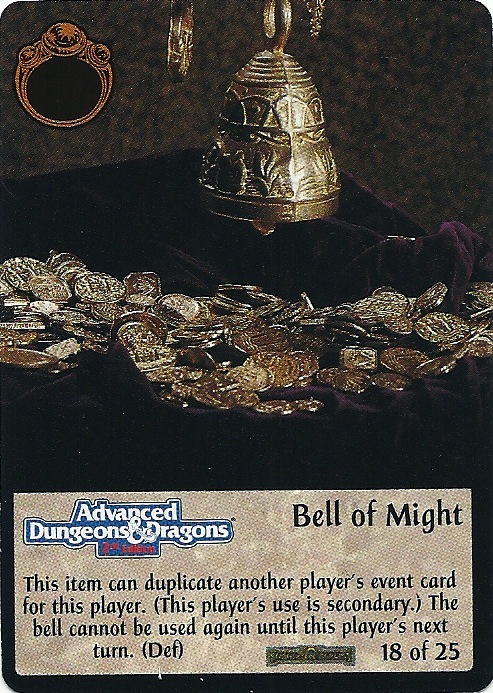 Advanced
Dungeons & Dragons®
2nd Edition
Bell of Might
This item can duplicate another player's event card
for this player. (This player's use is secondary.) The
bell cannot be used again until this player's next
turn. (Def)
18 of 25